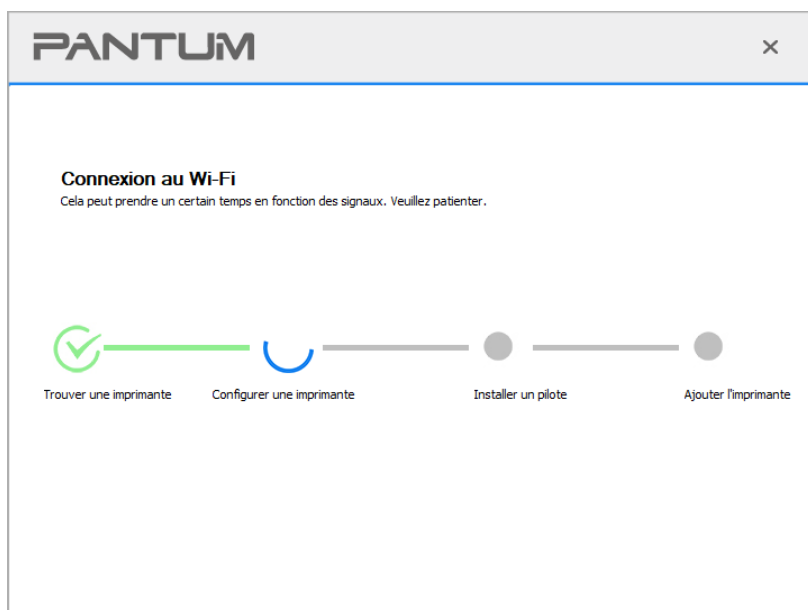 PANTUM
Connexion au Wi-Fi
Cela peut prendre un certain temps en fonction des signaux. Veuillez patienter.
Trouver une imprimante
Configurer une imprimante
Installer un pilote
Ajouter l'imprimante